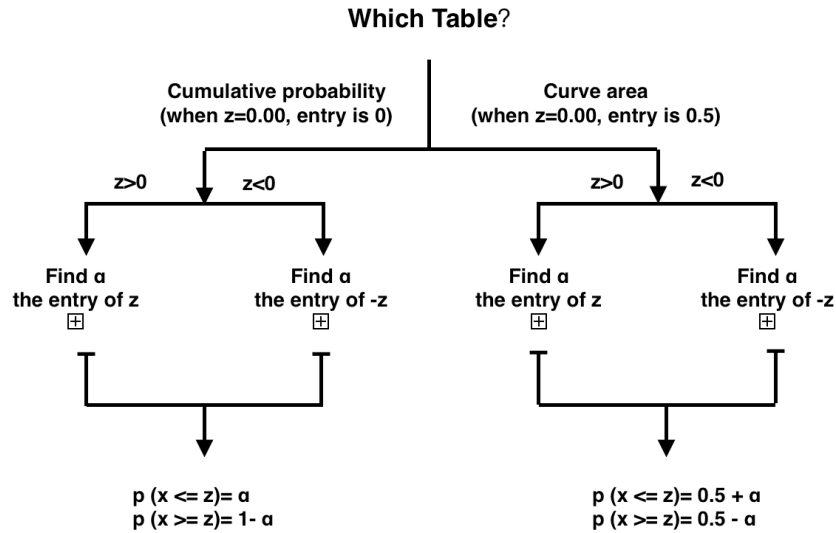 Which Table?
Cumulative probability
(when z=0.00, entry is 0)
Curve area
(when z=0.00, entry is 0.5)
z>0
z<0
z>0
z<0
Find ɑ
the entry of z
Find ɑ
the entry of -z
Find ɑ
the entry of z
Find ɑ
the entry of -z
p (x <= z)= ɑ
p (x >= z)= 1- ɑ
p (x <= z)= 0.5 + ɑ
p (x >= z)= 0.5 - ɑ